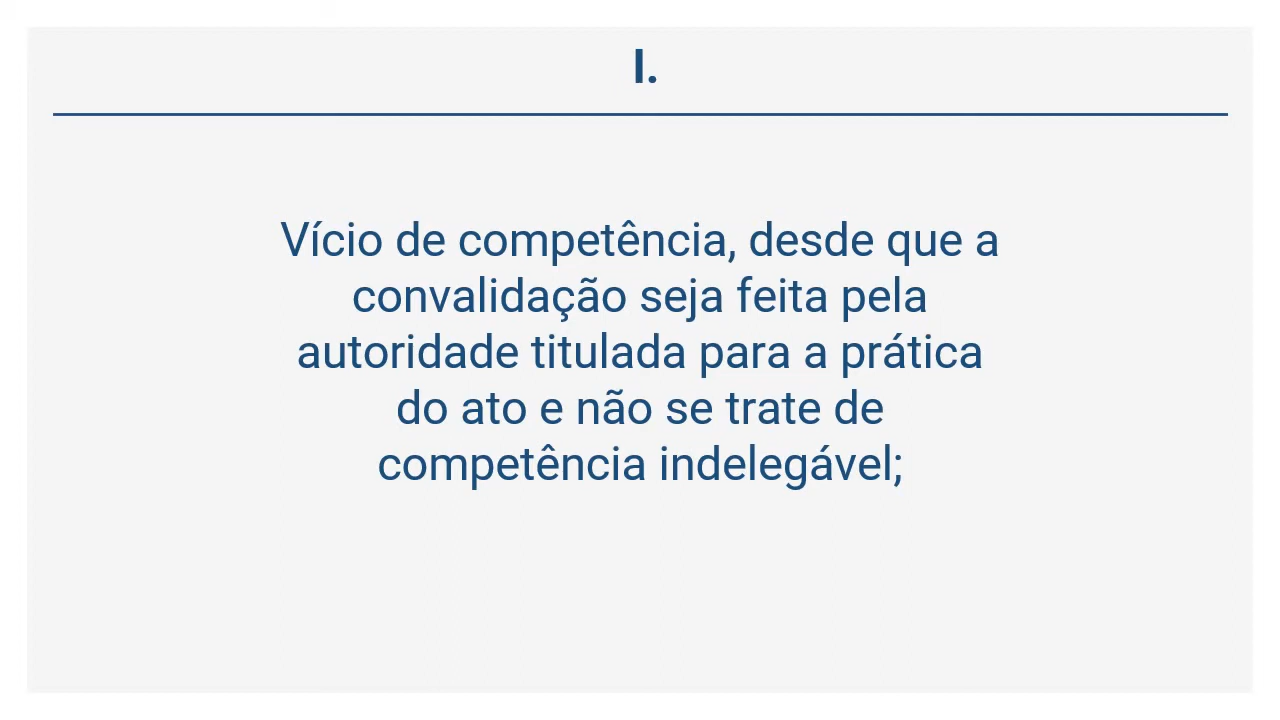 I.
Vício de competência, desde que a
convalidação seja feita pela
autoridade titulada para a prática
do ato e não se trate de
competência indelegável;